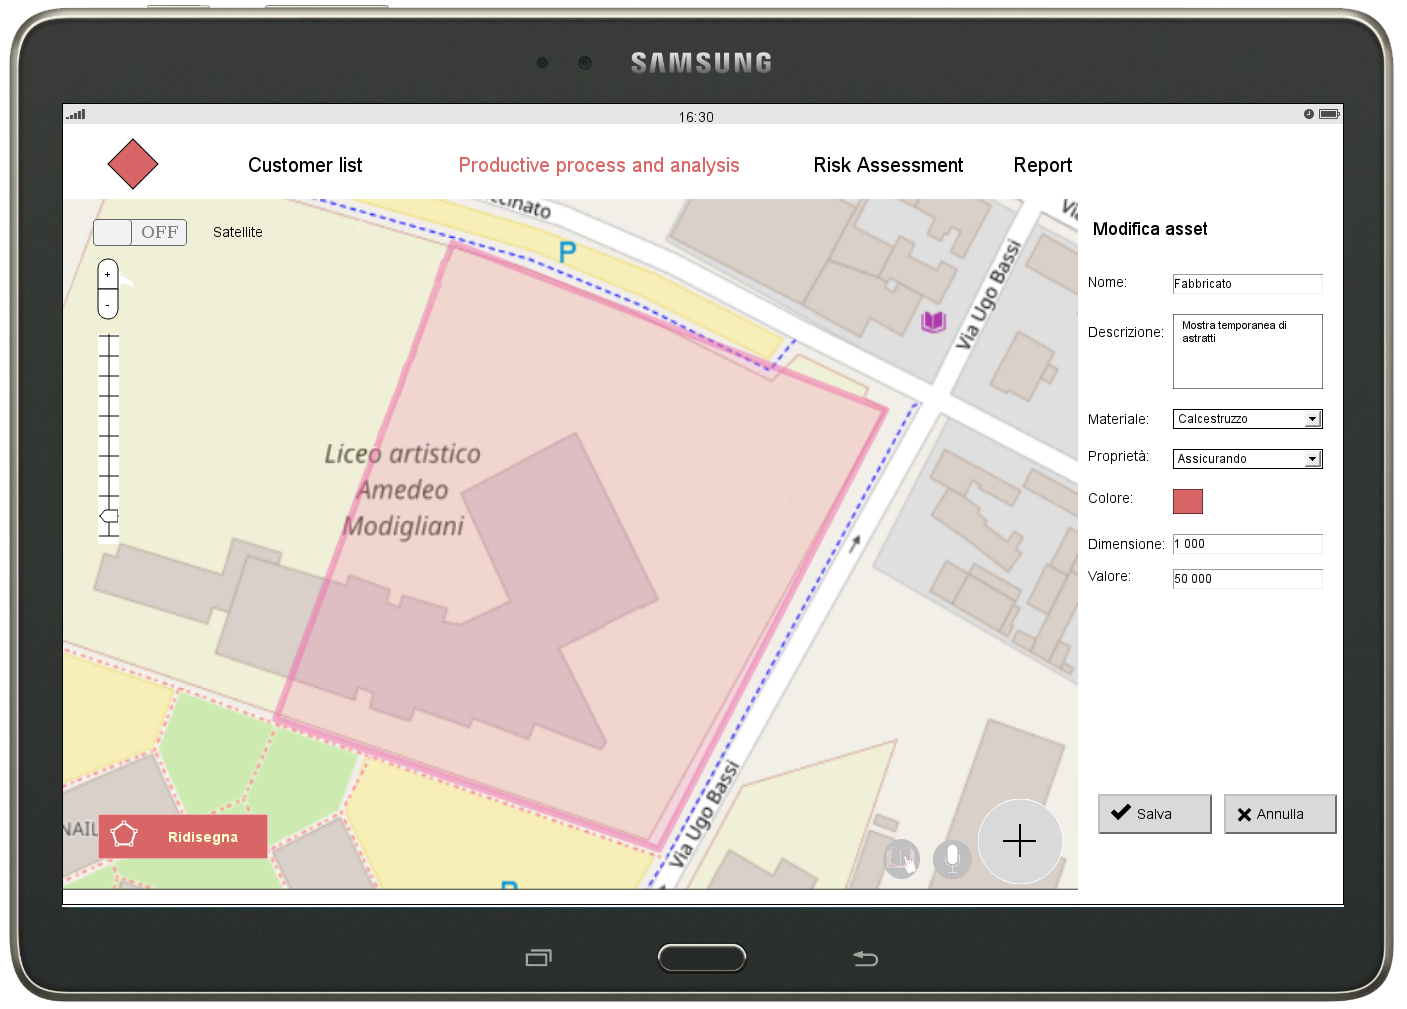 SAMSUNG
16:30
Customer list
Productive process and analysis
Risk Assessment
Report
OFF
Satellite
+
-
P
Via Ugo Bassi
Liceo artistico
Amedeo
Modigliani
Via Ugo Bassi
NAIL
Ridisegna
Modifica asset
Nome:
Fabbricato
Descrizione:
Mostra temporanea di
astratti
Materiale:
Calcestruzzo
Proprietà:
Assicurando
Colore:
Dimensione:
1 000
Valore:
50 000
Salva
Annulla